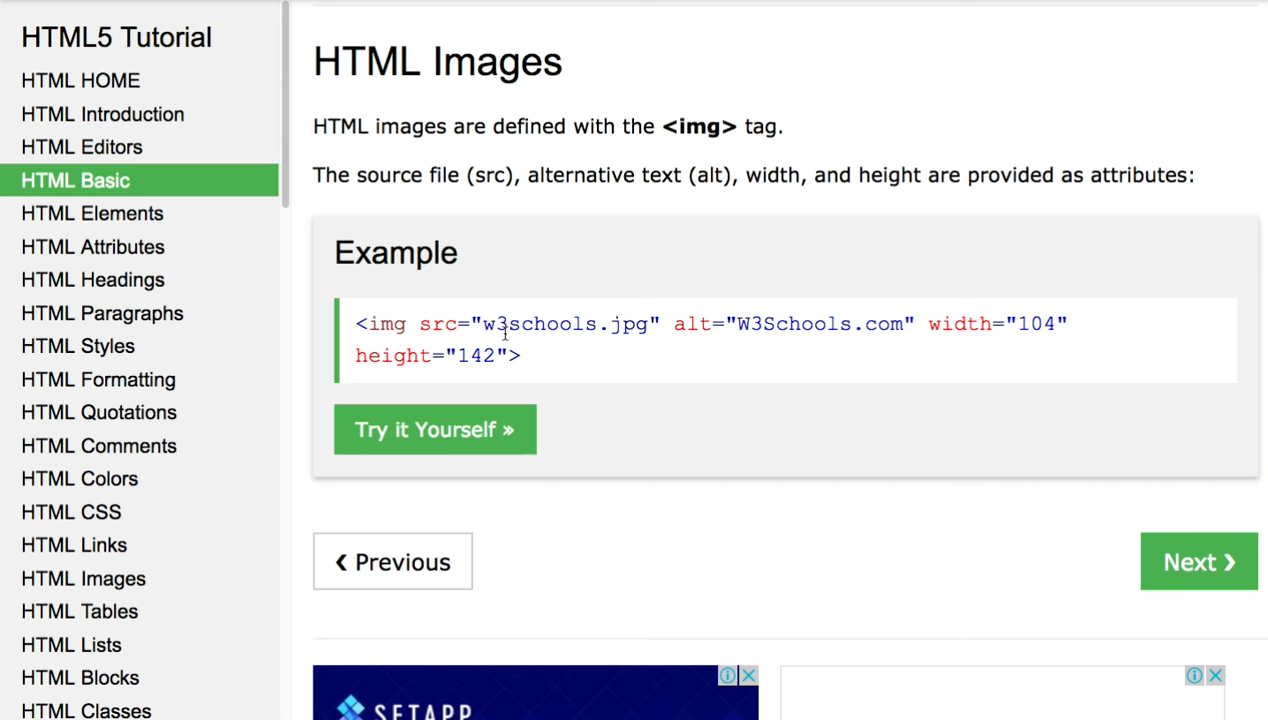 HTML5 Tutorial
HTML HOME
HTML Introduction
HTML Editors
HTML Basic
HTML Elements
HTML Attributes
HTML Headings
HTML Paragraphs
HTML Styles
HTML Formatting
HTML Quotations
HTML Comments
HTML Colors
HTML CSS
HTML Links
HTML Images
HTML Tables
HTML Lists
HTML Blocks
HTML Classes
HTML Images
HTML images are defined with the <img> tag.
The source file (src), alternative text (alt), width, and height are provided as attributes:
Example
<img src="w3schools.jpg" alt="W3Schools.com" width="104"
height="142">
Try it Yourself »
❮ Previous
Next ❯
SETAPP